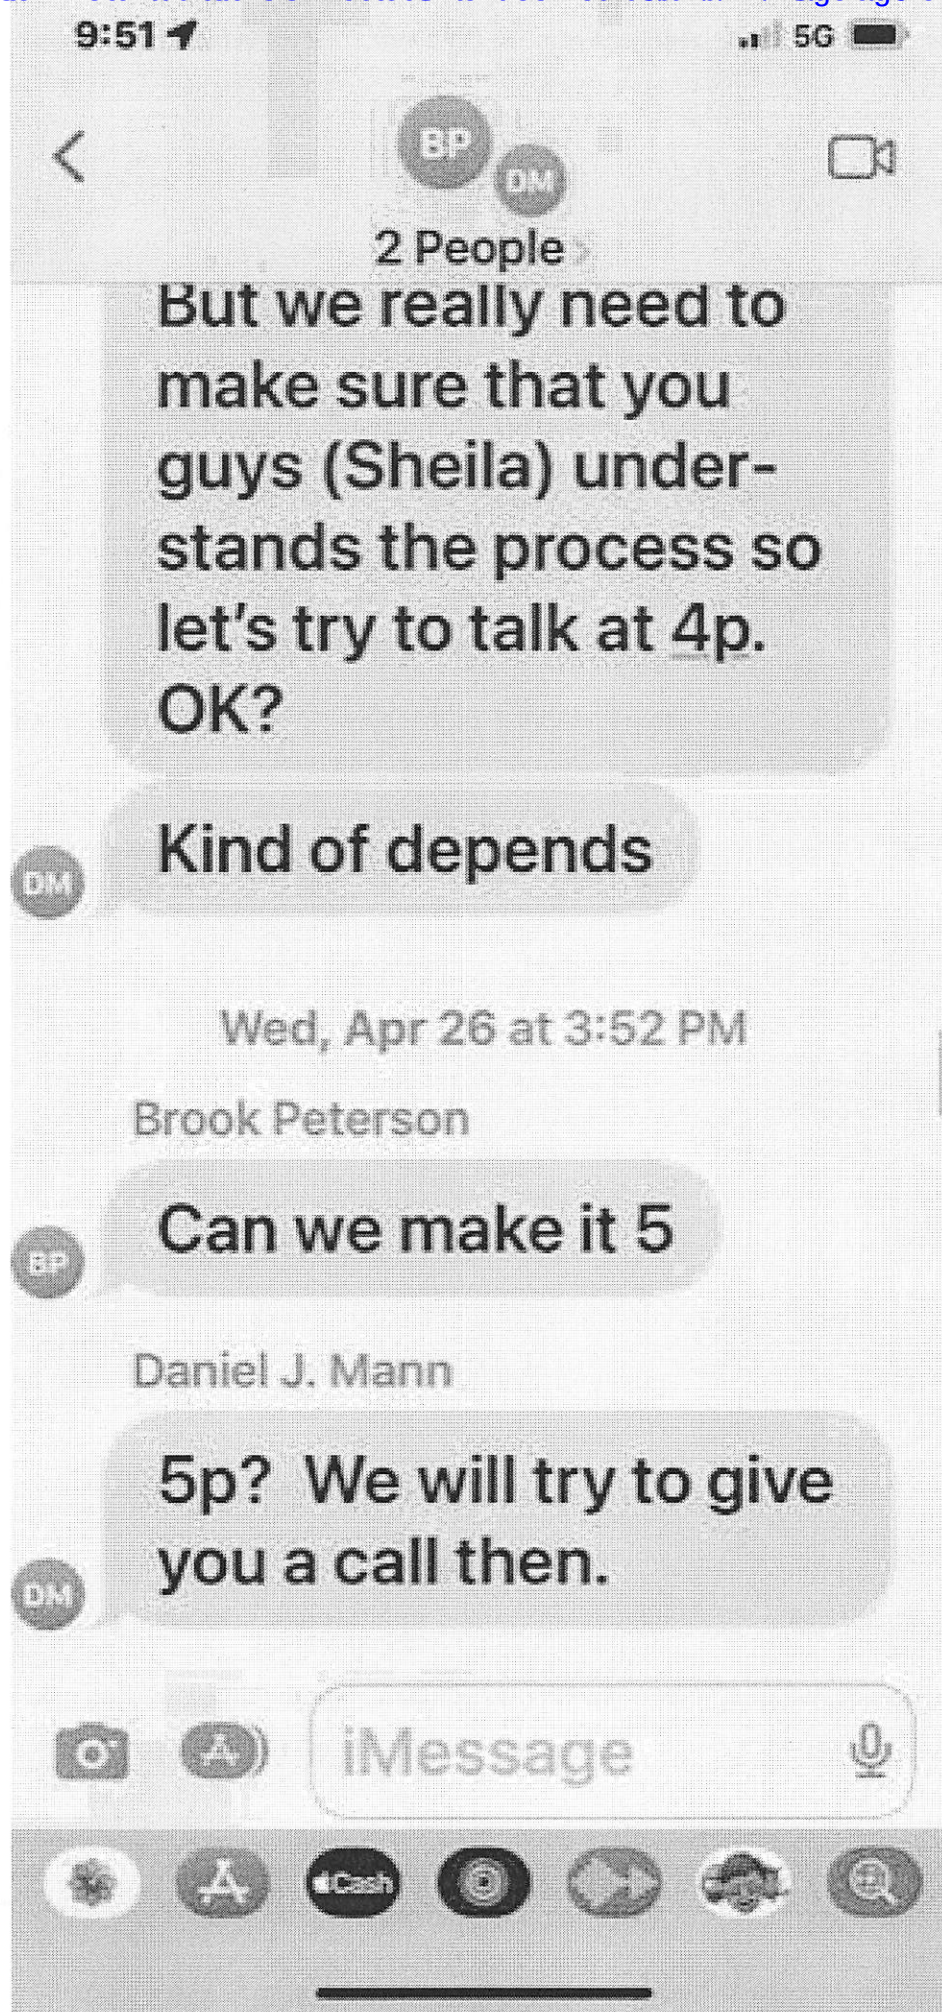 9:51
5G
BP
DM
2 People
But we really need to
make sure that you
guys (Sheila) under-
stands the process so
let's try to talk at 4p.
OK?
Kind of depends
DM
Wed, Apr 26 at 3:52 PM
Brook Peterson
Can we make it 5
BP
Daniel J. Mann
5p?  We will try to give
you a call then.
DM
iMessage
Cash